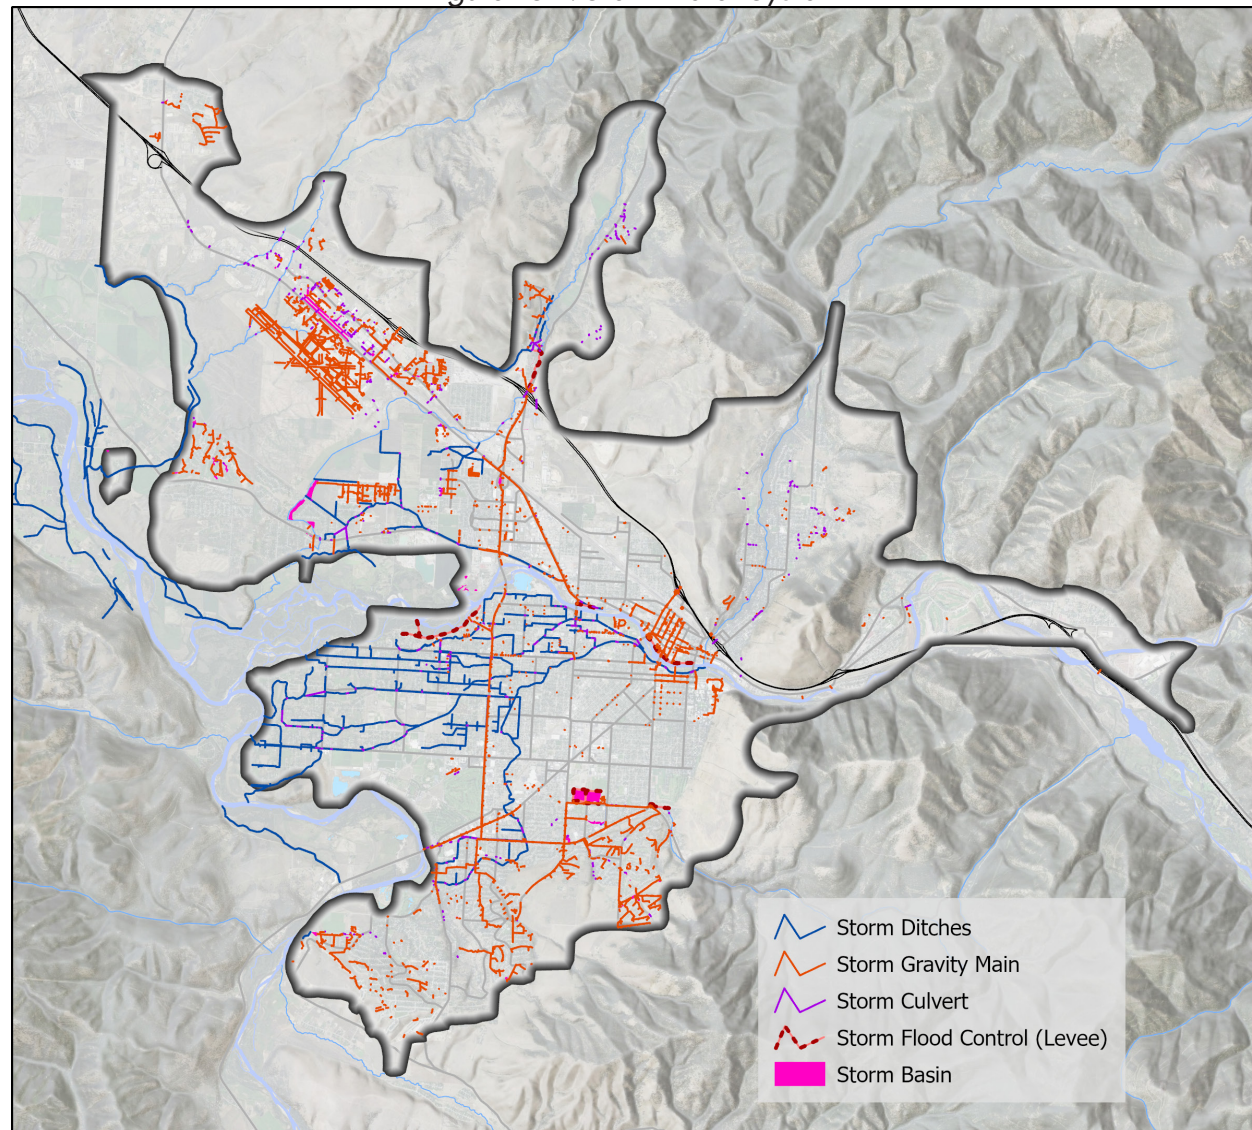 Storm Ditches
Storm Gravity Main
Storm Culvert
Storm Flood Control (Levee)
Storm Basin